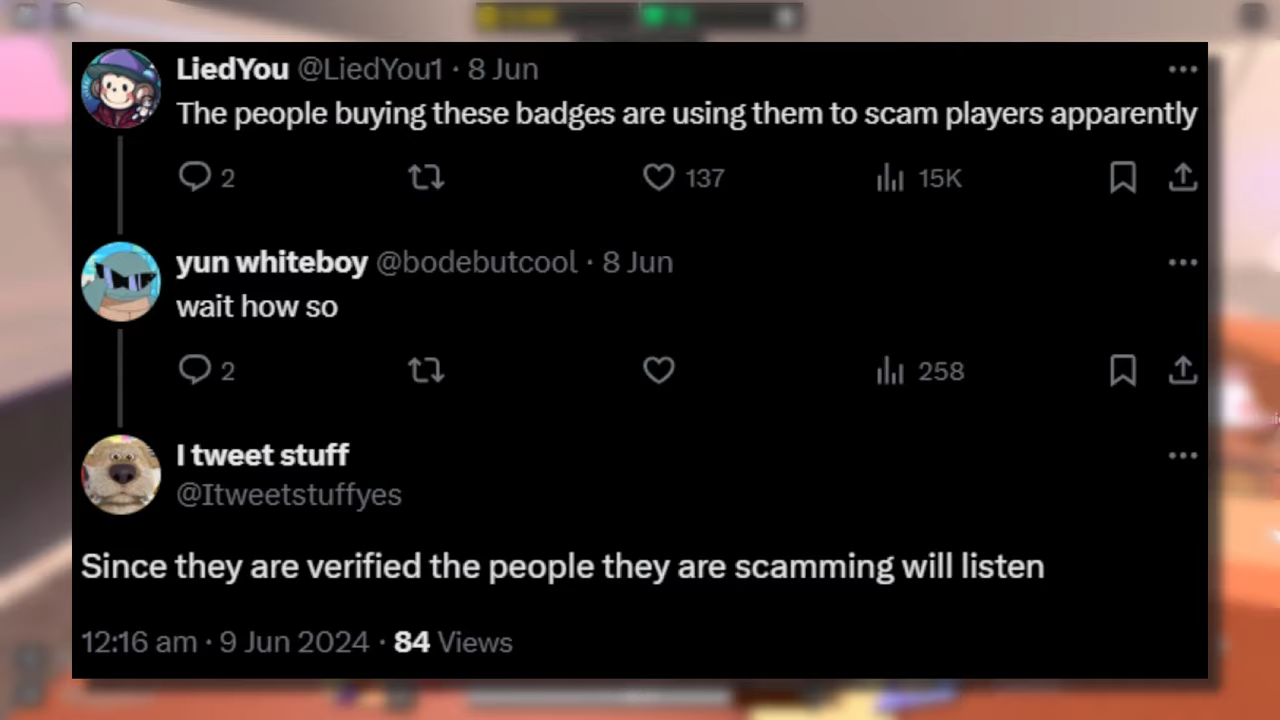 LiedYou @LiedYou1 · 8 Jun
The people buying these badges are using them to scam players apparently
2 137 15K
yun whiteboy @bodebutcool · 8 Jun
wait how so
2 258
I tweet stuff
@Itweetstuffyes
Since they are verified the people they are scamming will listen
12:16 am · 9 Jun 2024 · 84 Views